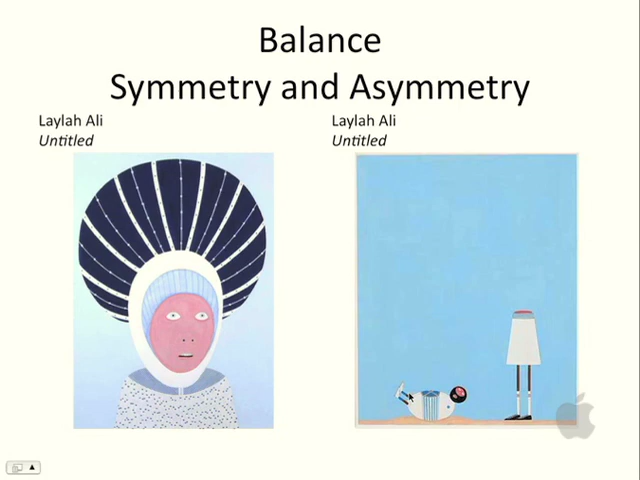 Balance
Symmetry and Asymmetry
Laylah Ali
Untitled
Laylah Ali
Untitled